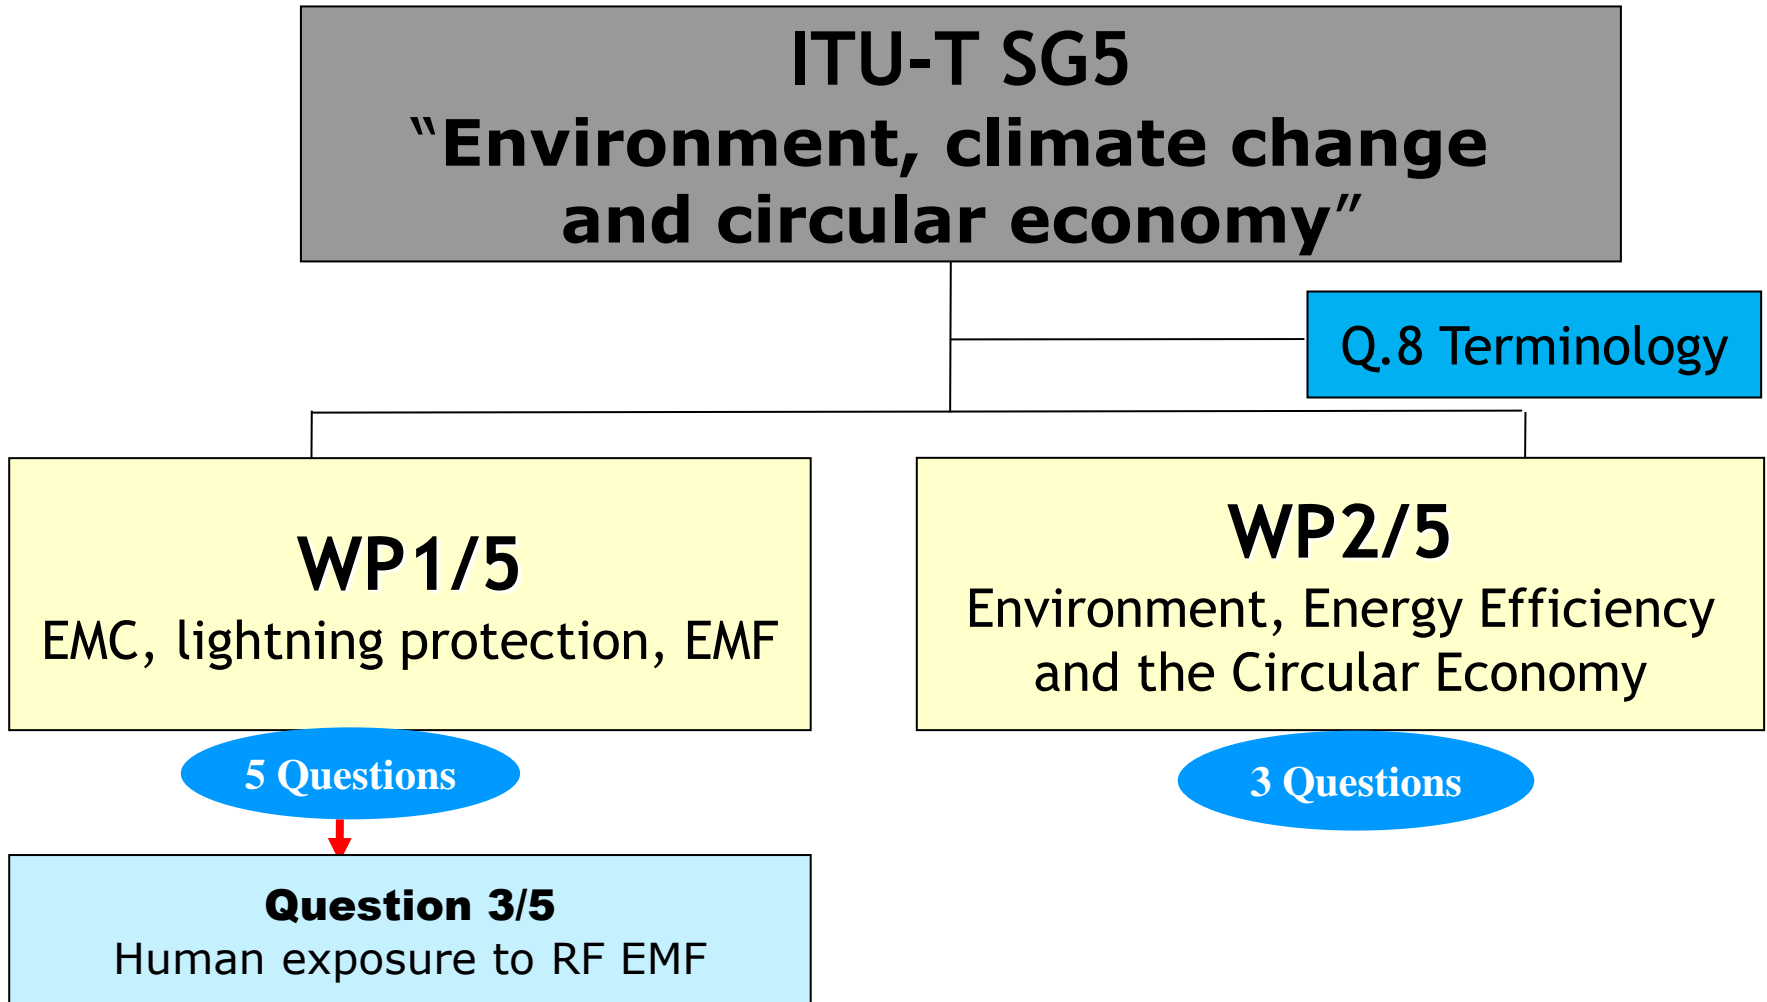 ITU-T SG5
“Environment, climate change
and circular economy”
Q.8 Terminology
WP1/5
EMC, lightning protection, EMF
WP2/5
Environment, Energy Efficiency
and the Circular Economy
5 Questions
3 Questions
Question 3/5
Human exposure to RF EMF